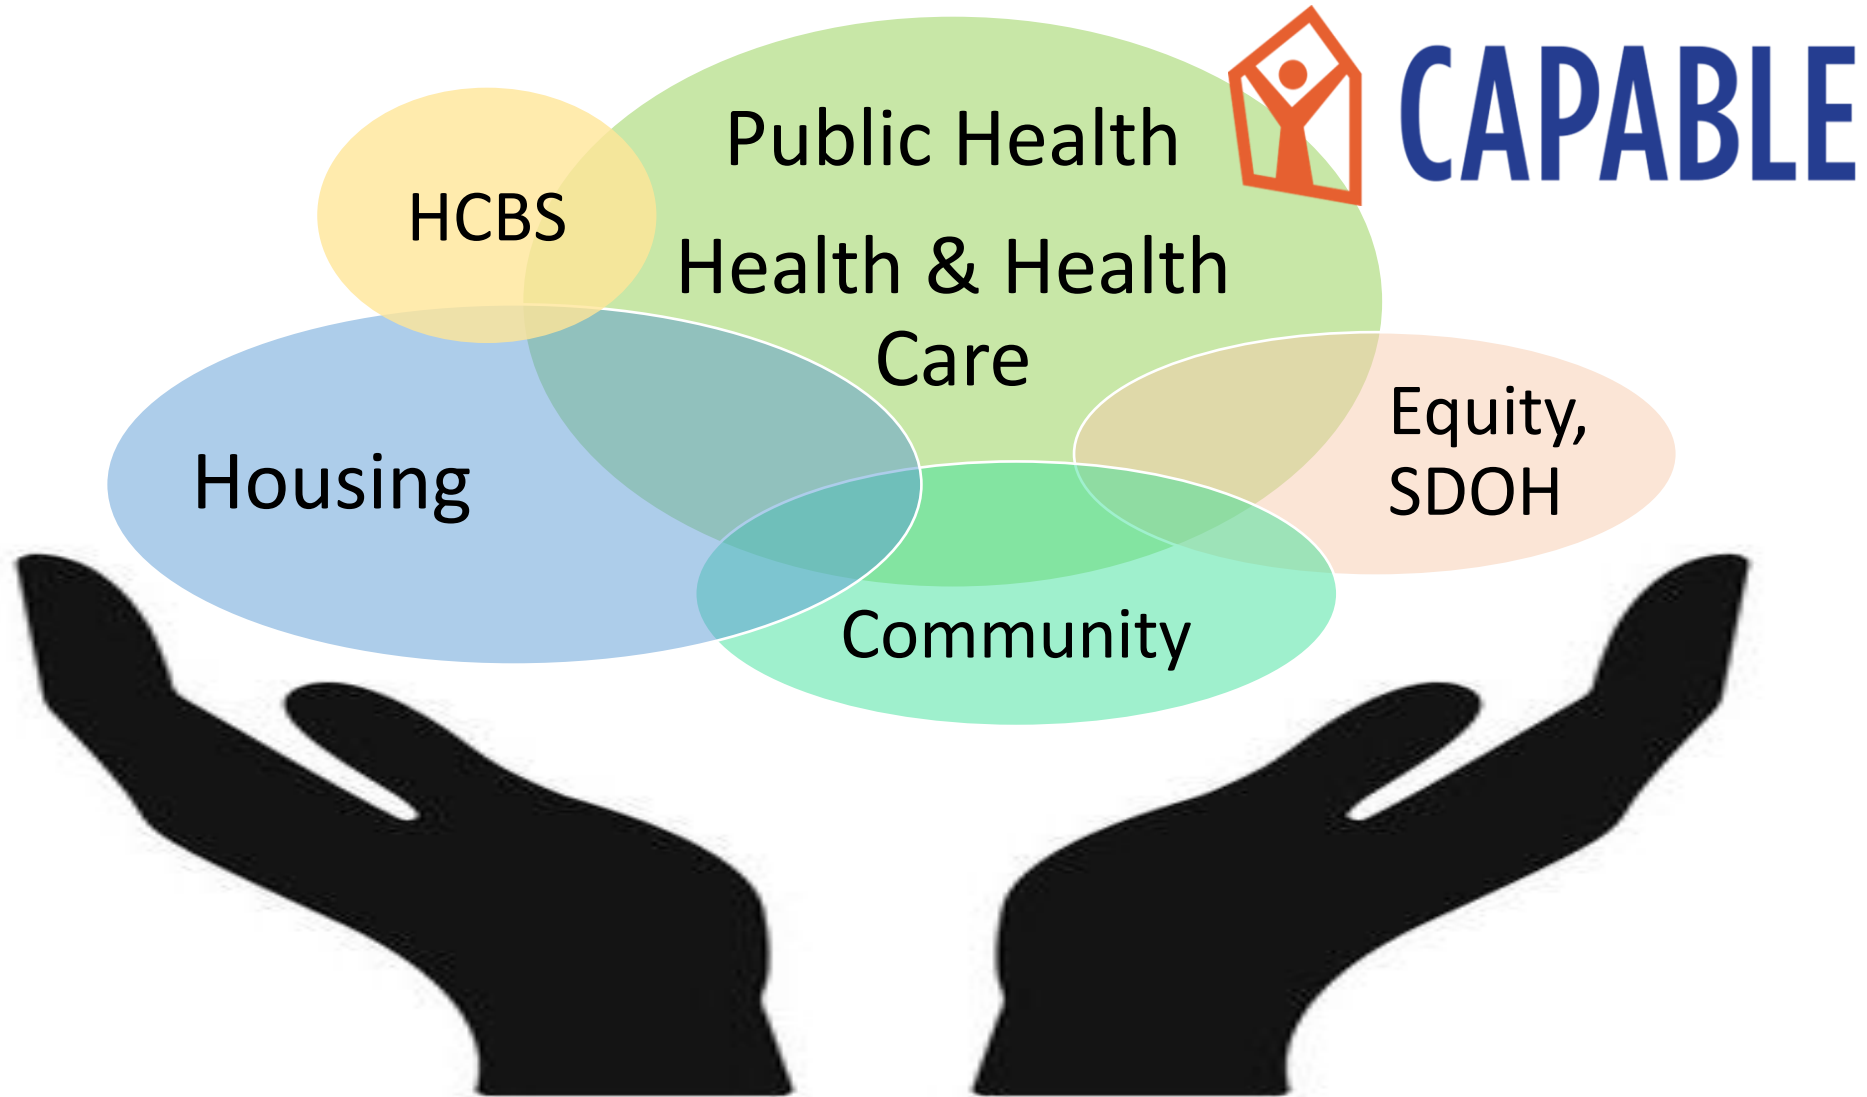 CAPABLE
Public Health
HCBS
Health & Health
Care
Equity,
SDOH
Housing
Community